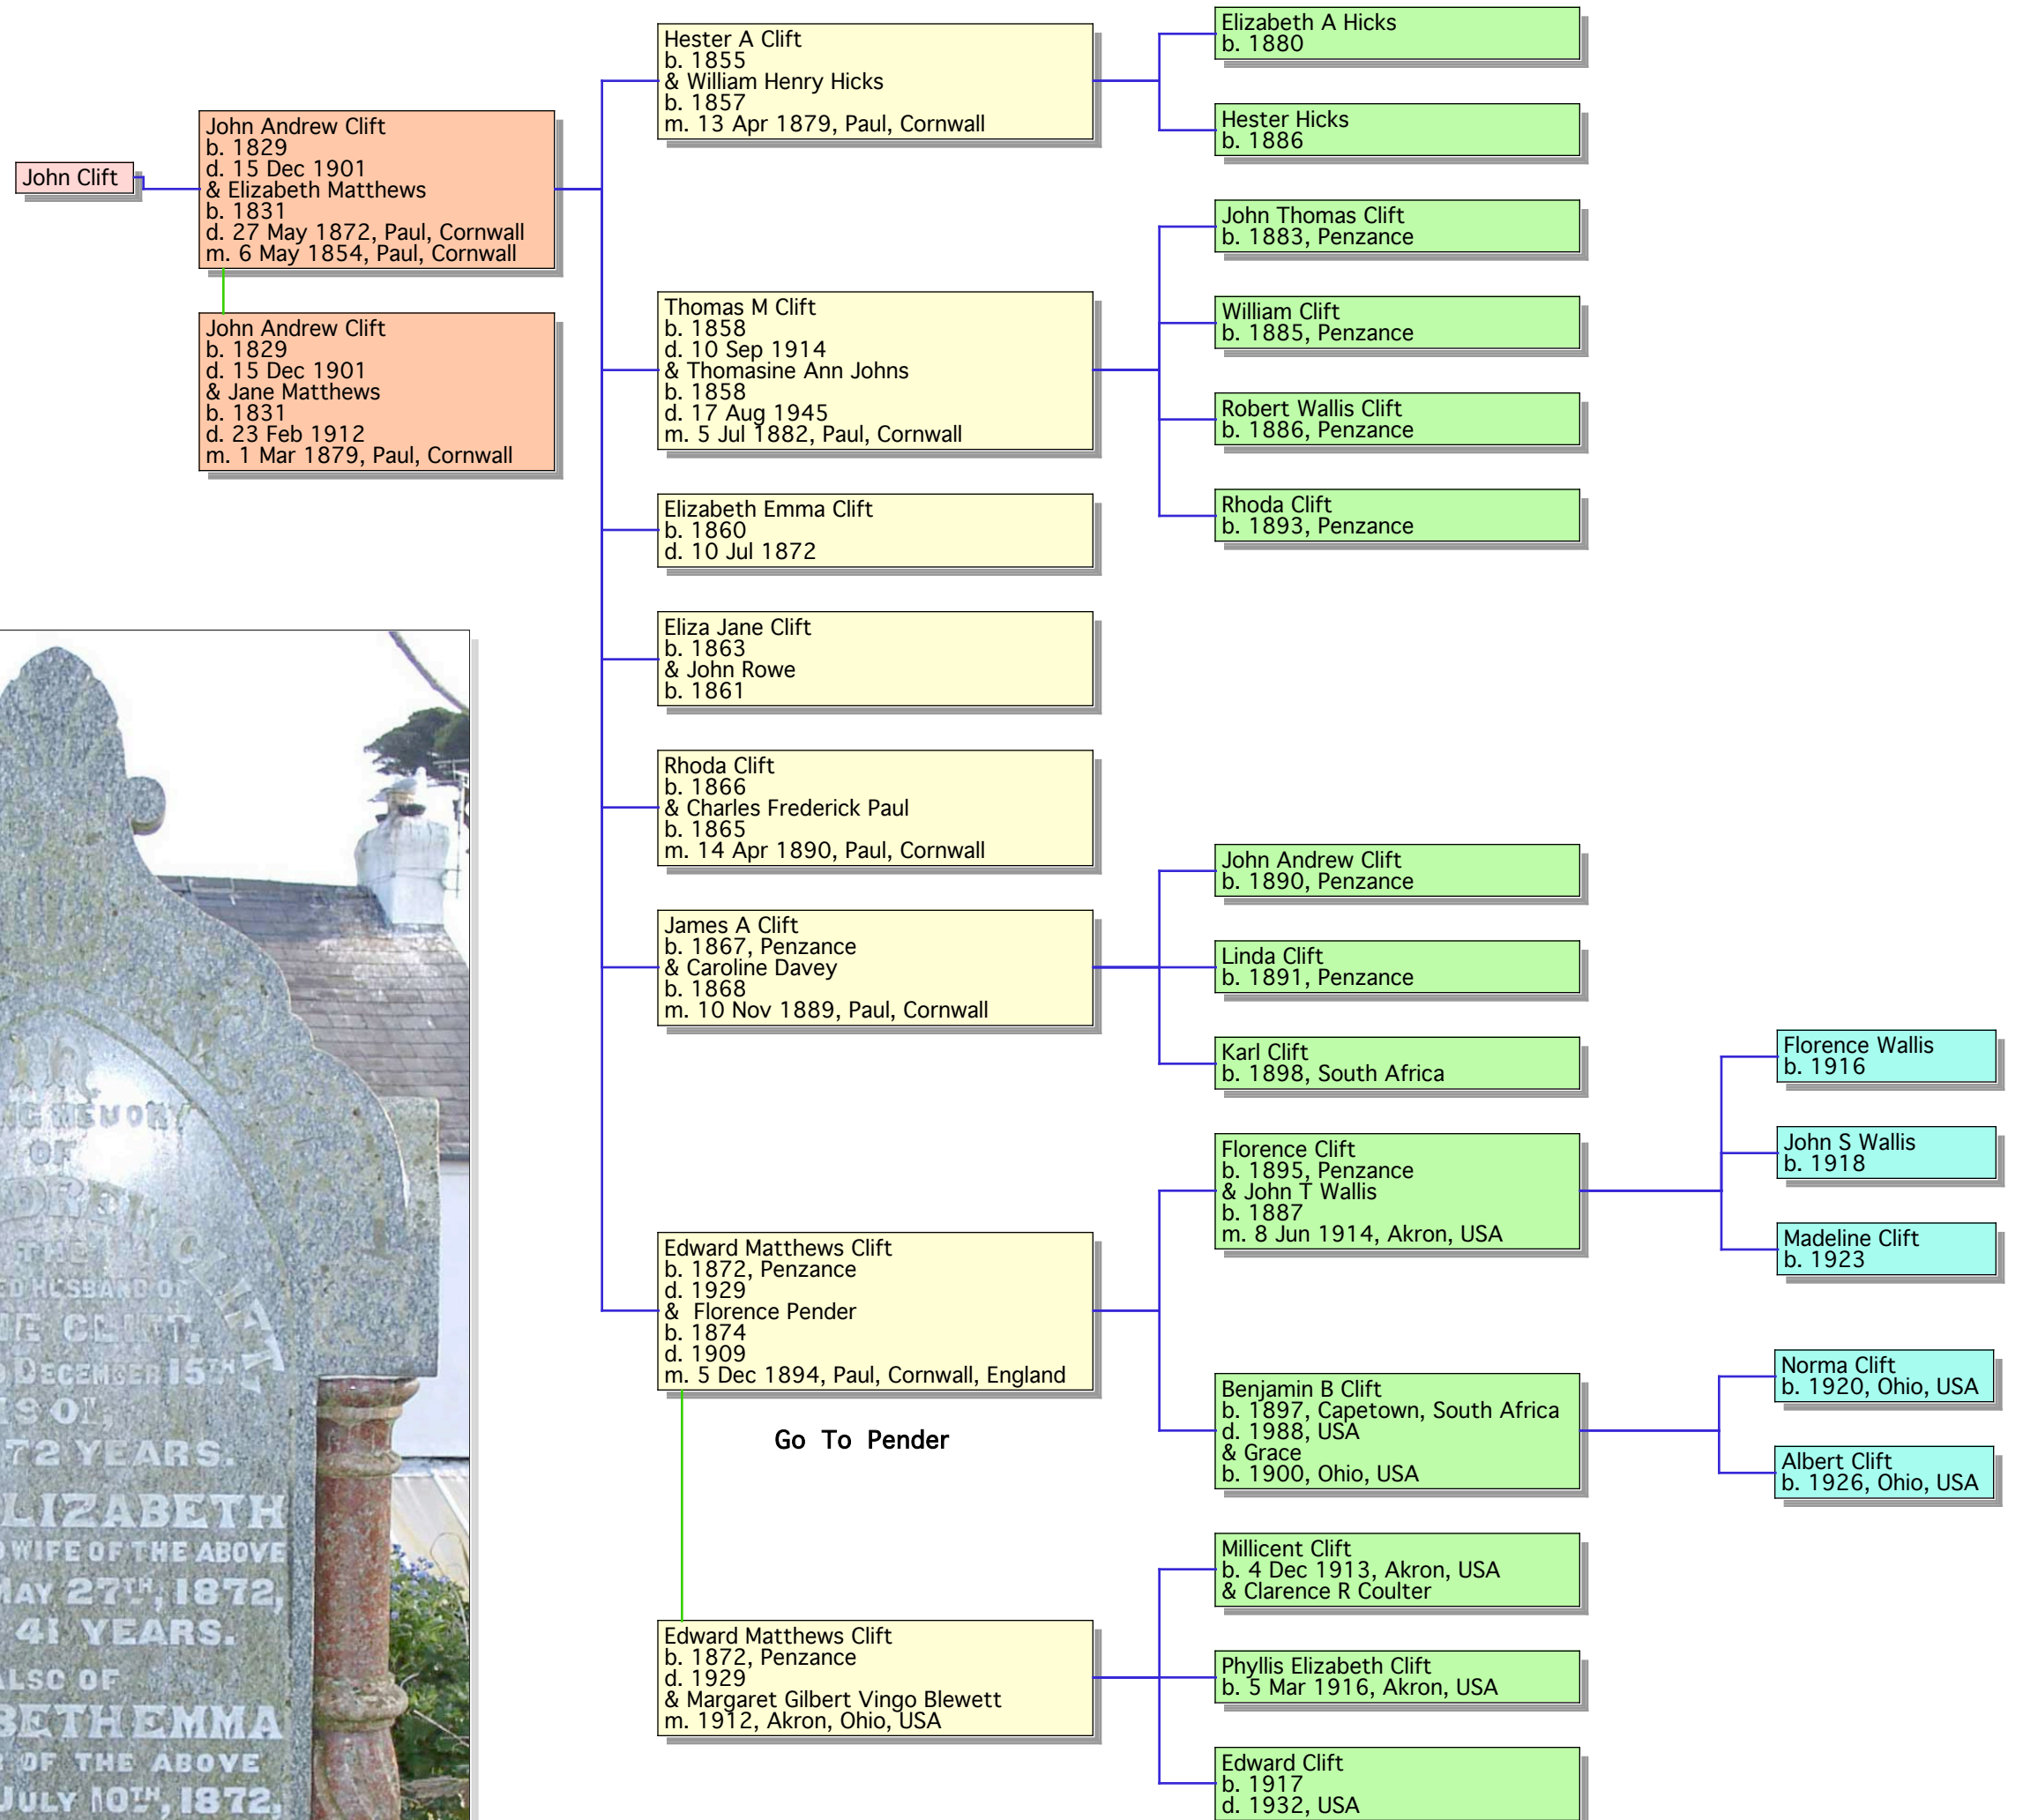 John Clift
John Andrew Clift
b. 1829
d. 15 Dec 1901
& Elizabeth Matthews
b. 1831
d. 27 May 1872, Paul, Cornwall
m. 6 May 1854, Paul, Cornwall
John Andrew Clift
b. 1829
d. 15 Dec 1901
& Jane Matthews
b. 1831
d. 23 Feb 1912
m. 1 Mar 1879, Paul, Cornwall
Hester A Clift
b. 1855
& William Henry Hicks
b. 1857
m. 13 Apr 1879, Paul, Cornwall
Thomas M Clift
b. 1858
d. 10 Sep 1914
& Thomasine Ann Johns
b. 1858
d. 17 Aug 1945
m. 5 Jul 1882, Paul, Cornwall
Elizabeth Emma Clift
b. 1860
d. 10 Jul 1872
Eliza Jane Clift
b. 1863
& John Rowe
b. 1861
Rhoda Clift
b. 1866
& Charles Frederick Paul
b. 1865
m. 14 Apr 1890, Paul, Cornwall
James A Clift
b. 1867, Penzance
& Caroline Davey
b. 1868
m. 10 Nov 1889, Paul, Cornwall
Edward Matthews Clift
b. 1872, Penzance
d. 1929
& Florence Pender
b. 1874
d. 1909
m. 5 Dec 1894, Paul, Cornwall, England
Go To Pender
Edward Matthews Clift
b. 1872, Penzance
d. 1929
& Margaret Gilbert Vingo Blewett
m. 1912, Akron, Ohio, USA
Elizabeth A Hicks
b. 1880
Hester Hicks
b. 1886
John Thomas Clift
b. 1883, Penzance
William Clift
b. 1885, Penzance
Robert Wallis Clift
b. 1886, Penzance
Rhoda Clift
b. 1893, Penzance
John Andrew Clift
b. 1890, Penzance
Linda Clift
b. 1891, Penzance
Karl Clift
b. 1898, South Africa
Florence Clift
b. 1895, Penzance
& John T Wallis
b. 1887
m. 8 Jun 1914, Akron, USA
Benjamin B Clift
b. 1897, Capetown, South Africa
d. 1988, USA
& Grace
b. 1900, Ohio, USA
Millicent Clift
b. 4 Dec 1913, Akron, USA
& Clarence R Coulter
Phyllis Elizabeth Clift
b. 5 Mar 1916, Akron, USA
Edward Clift
b. 1917
d. 1932, USA
Florence Wallis
b. 1916
John S Wallis
b. 1918
Madeline Clift
b. 1923
Norma Clift
b. 1920, Ohio, USA
Albert Clift
b. 1926, Ohio, USA
MEMORY
OF
CLIFT
THE
HUSBAND OF
CLIFT,
DECEMBER 15TH
1901,
72 YEARS.
LIZABETH
WIFE OF THE ABOVE
MAY 27TH, 1872,
41 YEARS.
ALSO OF
BETH EMMA
OF THE ABOVE
JULY 10TH, 1872,